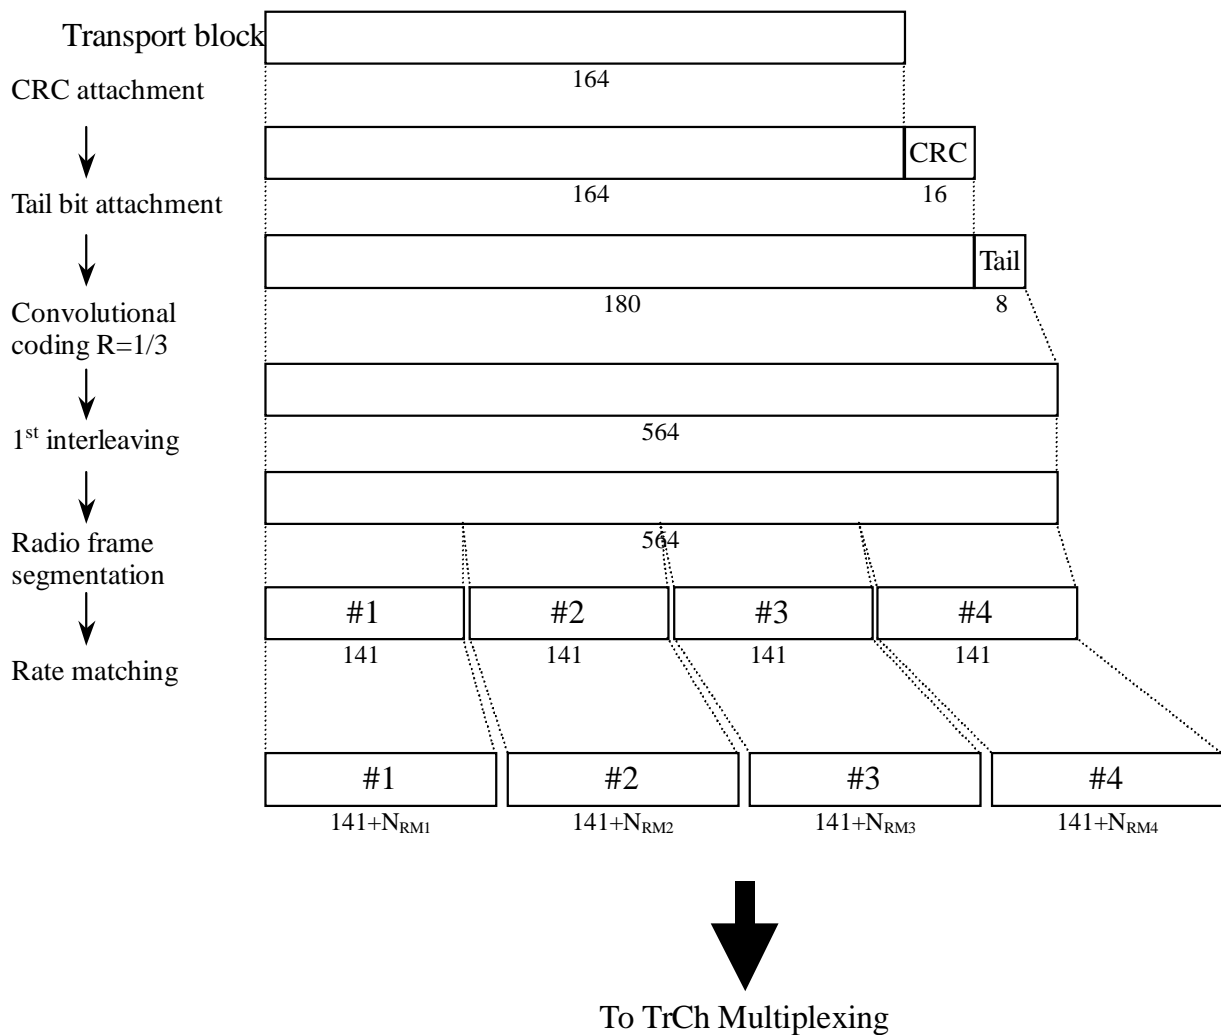 Transport block
164
CRC attachment
CRC
164 16
Tail bit attachment
Tail
180 8
Convolutional
coding R=1/3
564
1st interleaving
564
Radio frame
segmentation
#1 #2 #3 #4
141 141 141 141
Rate matching
#1 #2 #3 #4
141+NRM1 141+NRM2 141+NRM3 141+NRM4
To TrCh Multiplexing